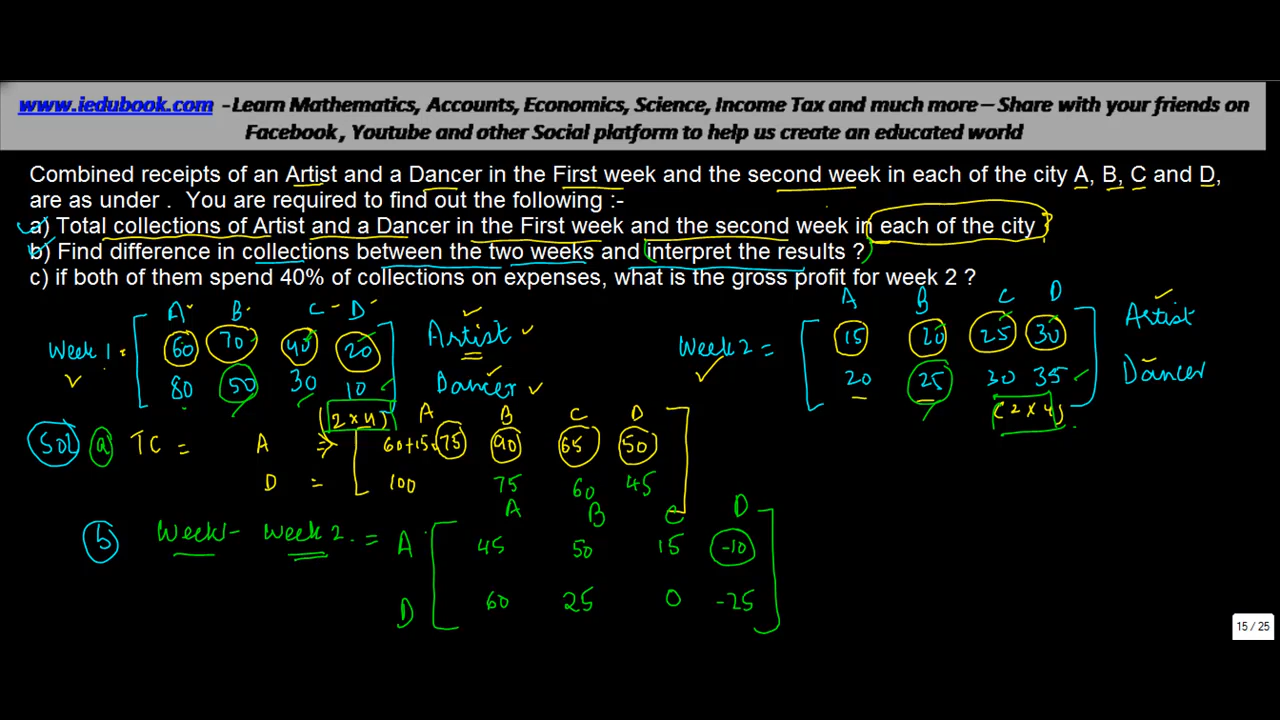 www.iedubook.com - Learn Mathematics, Accounts, Economics, Science, Income Tax and much more – Share with your friends on
Facebook, Youtube and other Social platform to help us create an educated world
Combined receipts of an Artist and a Dancer in the First week and the second week in each of the city A, B, C and D,
are as under . You are required to find out the following :-
a) Total collections of Artist and a Dancer in the First week and the second week in each of the city ?
b) Find difference in collections between the two weeks and interpret the results ?
c) if both of them spend 40% of collections on expenses, what is the gross profit for week 2 ?
A B C D
Week 1 = 60 70 40 20 Artist
80 50 30 10 Dancer
(2 x 4)
A B C D
Week 2 = 15 20 25 30 Artist
20 25 30 35 Dancer
(2 x 4)
A B C D
Sol a TC = A ⇒ 60+15=75 90 65 50
D = 100 75 60 45
A B C D
b Week1 - Week 2. = A 45 50 15 -10
D 60 25 0 -25
15 / 25